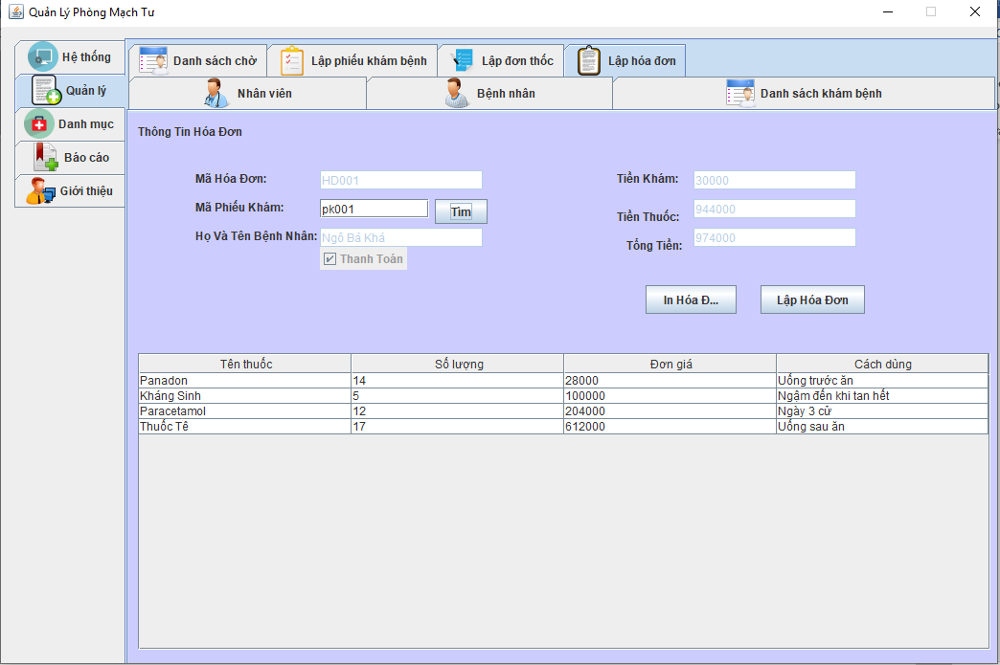 Quản Lý Phòng Mạch Tư
Hệ thống
Quản lý
Danh mục
Báo cáo
Giới thiệu
Danh sách chờ
Lập phiếu khám bệnh
Lập đơn thốc
Lập hóa đơn
Nhân viên
Bệnh nhân
Danh sách khám bệnh
Thông Tin Hóa Đơn
Mã Hóa Đơn: HD001
Mã Phiếu Khám: pk001 Tìm
Họ Và Tên Bệnh Nhân: Ngô Bá Khá
Thanh Toán
Tiền Khám: 30000
Tiền Thuốc: 944000
Tổng Tiền: 974000
In Hóa Đ... Lập Hóa Đơn
Tên thuốc Số lượng Đơn giá Cách dùng
Panadon 14 28000 Uống trước ăn
Kháng Sinh 5 100000 Ngậm đến khi tan hết
Paracetamol 12 204000 Ngày 3 cử
Thuốc Tê 17 612000 Uống sau ăn